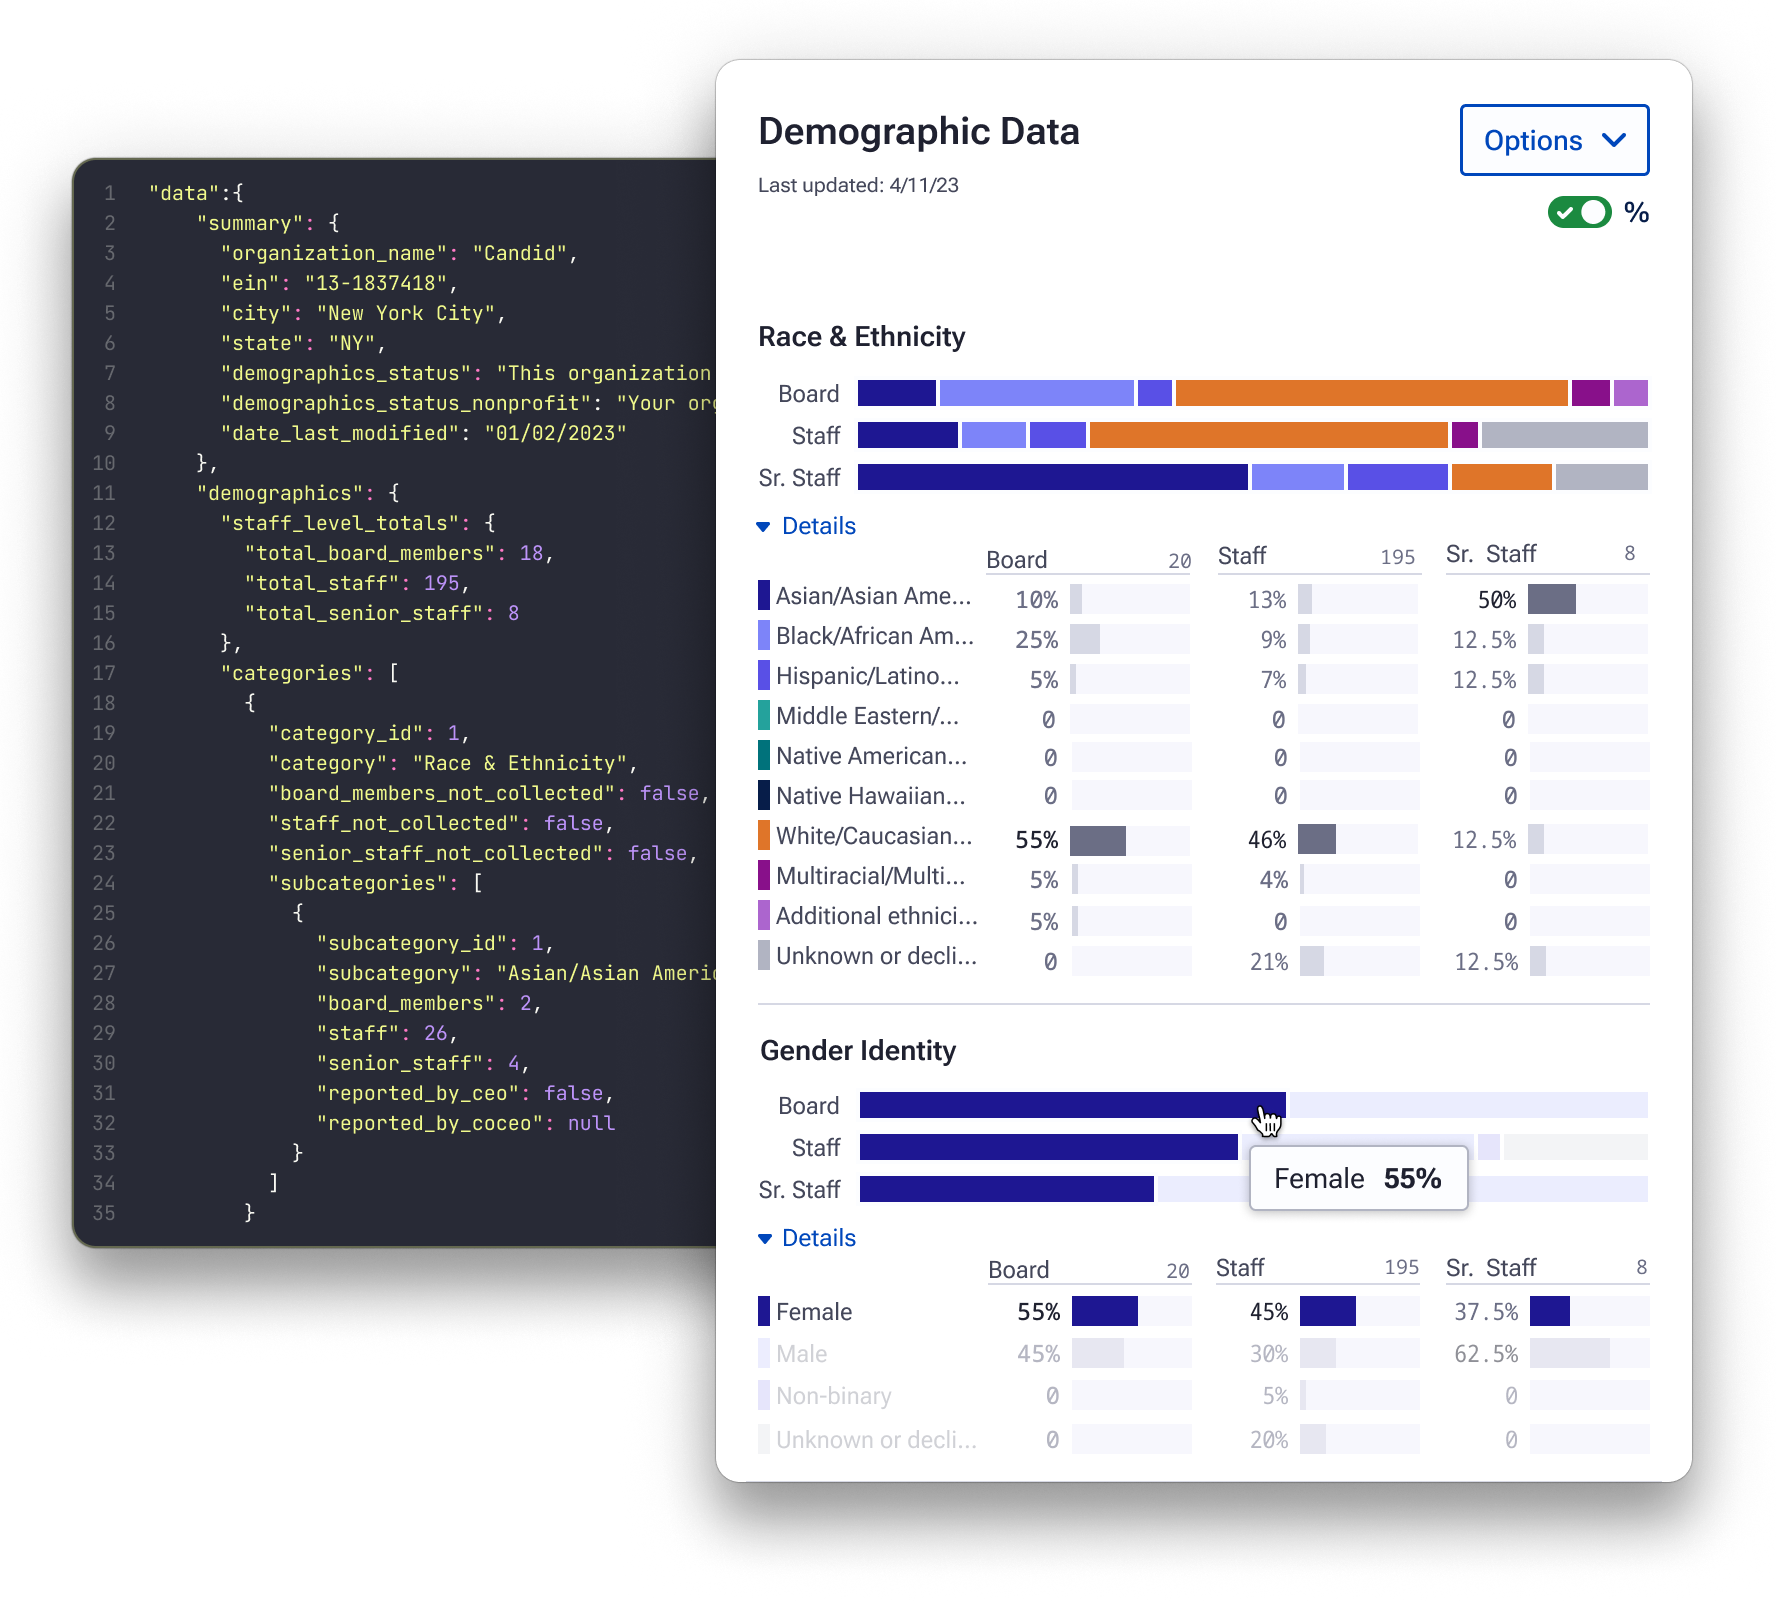 1 "data":{
2 "summary": {
3 "organization_name": "Candid",
4 "ein": "13-1837418",
5 "city": "New York City",
6 "state": "NY",
7 "demographics_status": "This organization
8 "demographics_status_nonprofit": "Your org
9 "date_last_modified": "01/02/2023"
10 },
11 "demographics": {
12 "staff_level_totals": {
13 "total_board_members": 18,
14 "total_staff": 195,
15 "total_senior_staff": 8
16 },
17 "categories": [
18 {
19 "category_id": 1,
20 "category": "Race & Ethnicity",
21 "board_members_not_collected": false,
22 "staff_not_collected": false,
23 "senior_staff_not_collected": false,
24 "subcategories": [
25 {
26 "subcategory_id": 1,
27 "subcategory": "Asian/Asian Americ
28 "board_members": 2,
29 "staff": 26,
30 "senior_staff": 4,
31 "reported_by_ceo": false,
32 "reported_by_coceo": null
33 }
34 ]
35 }
Demographic Data
Options
Last updated: 4/11/23
%
Race & Ethnicity
Board
Staff
Sr. Staff
Details
Board 20 Staff 195 Sr. Staff 8
Asian/Asian Ame... 10% 13% 50%
Black/African Am... 25% 9% 12.5%
Hispanic/Latino... 5% 7% 12.5%
Middle Eastern/... 0 0 0
Native American... 0 0 0
Native Hawaiian... 0 0 0
White/Caucasian... 55% 46% 12.5%
Multiracial/Multi... 5% 4% 0
Additional ethnici... 5% 0 0
Unknown or decli... 0 21% 12.5%
Gender Identity
Board
Staff
Sr. Staff
Female 55%
Details
Board 20 Staff 195 Sr. Staff 8
Female 55% 45% 37.5%
Male 45% 30% 62.5%
Non-binary 0 5% 0
Unknown or decli... 0 20% 0